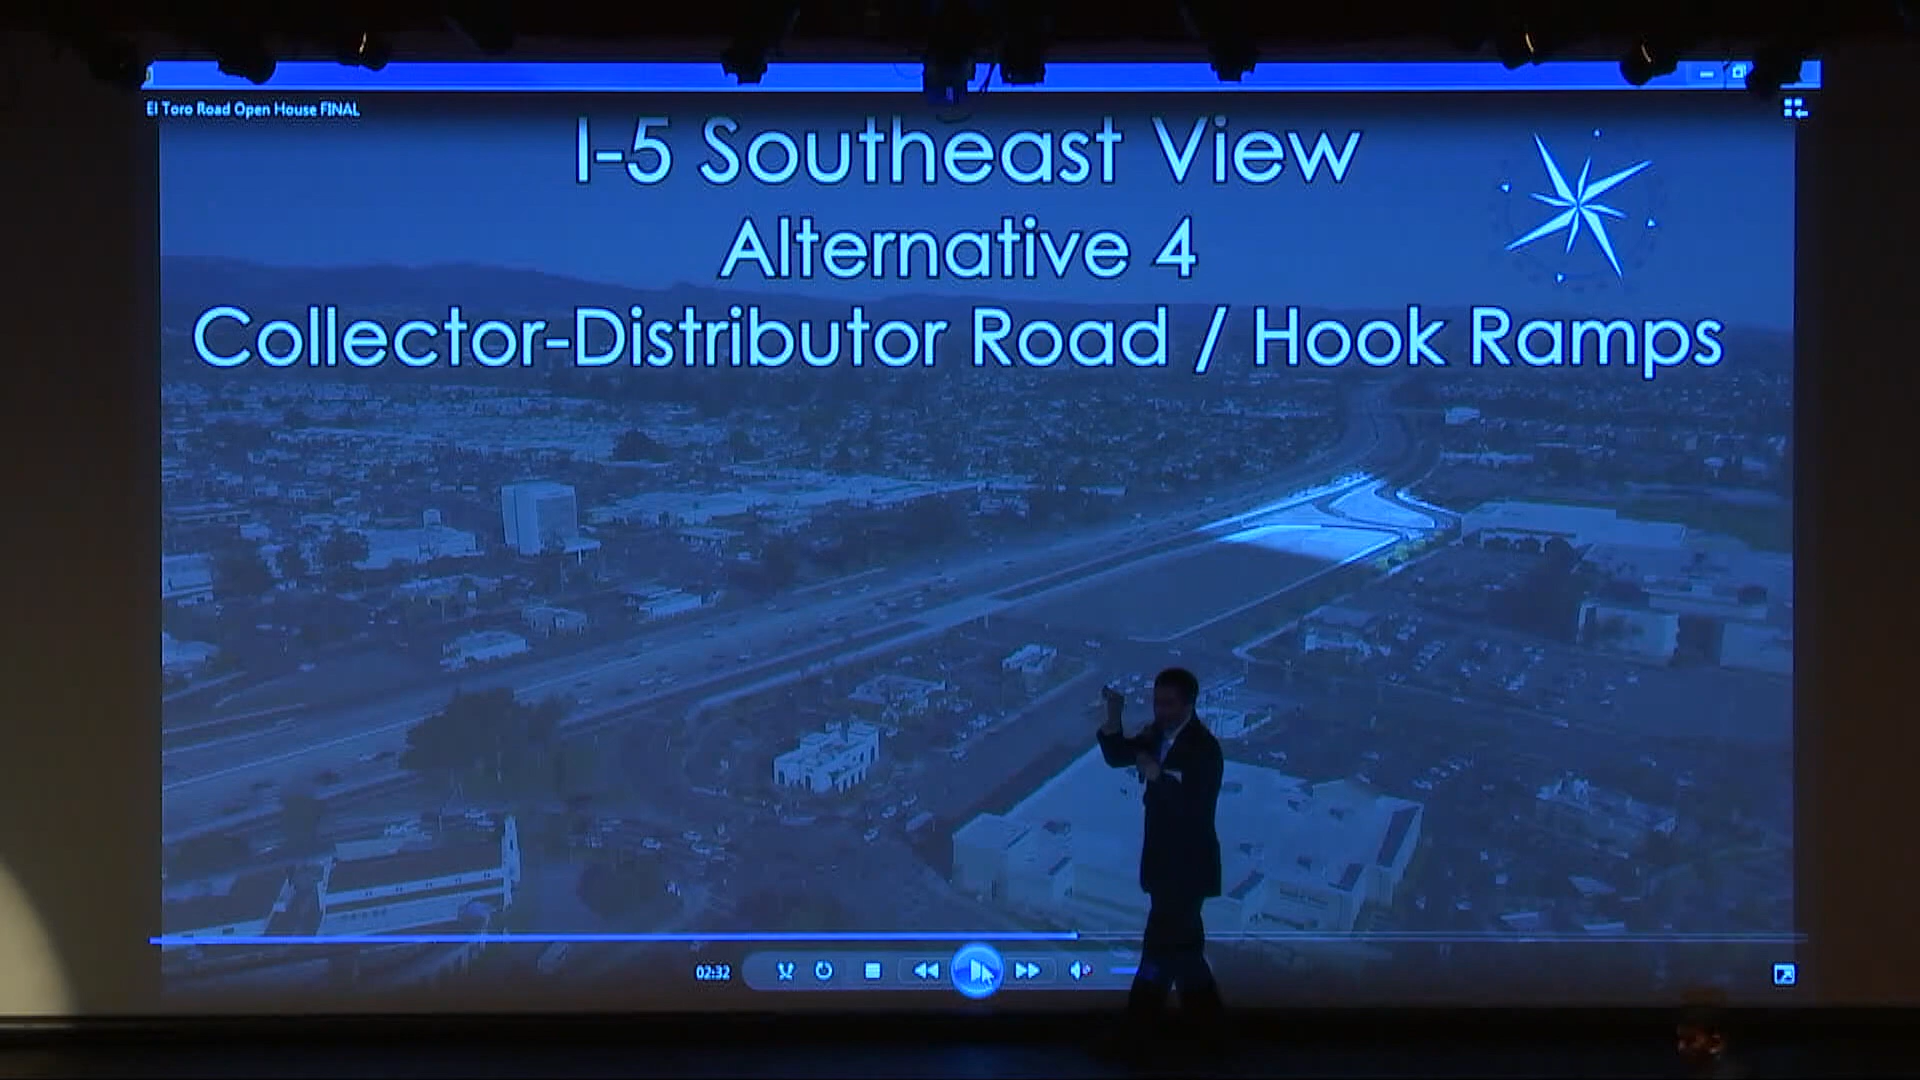 El Toro Road Open House FINAL
I-5 Southeast View
Alternative 4
Collector-Distributor Road / Hook Ramps
02:32